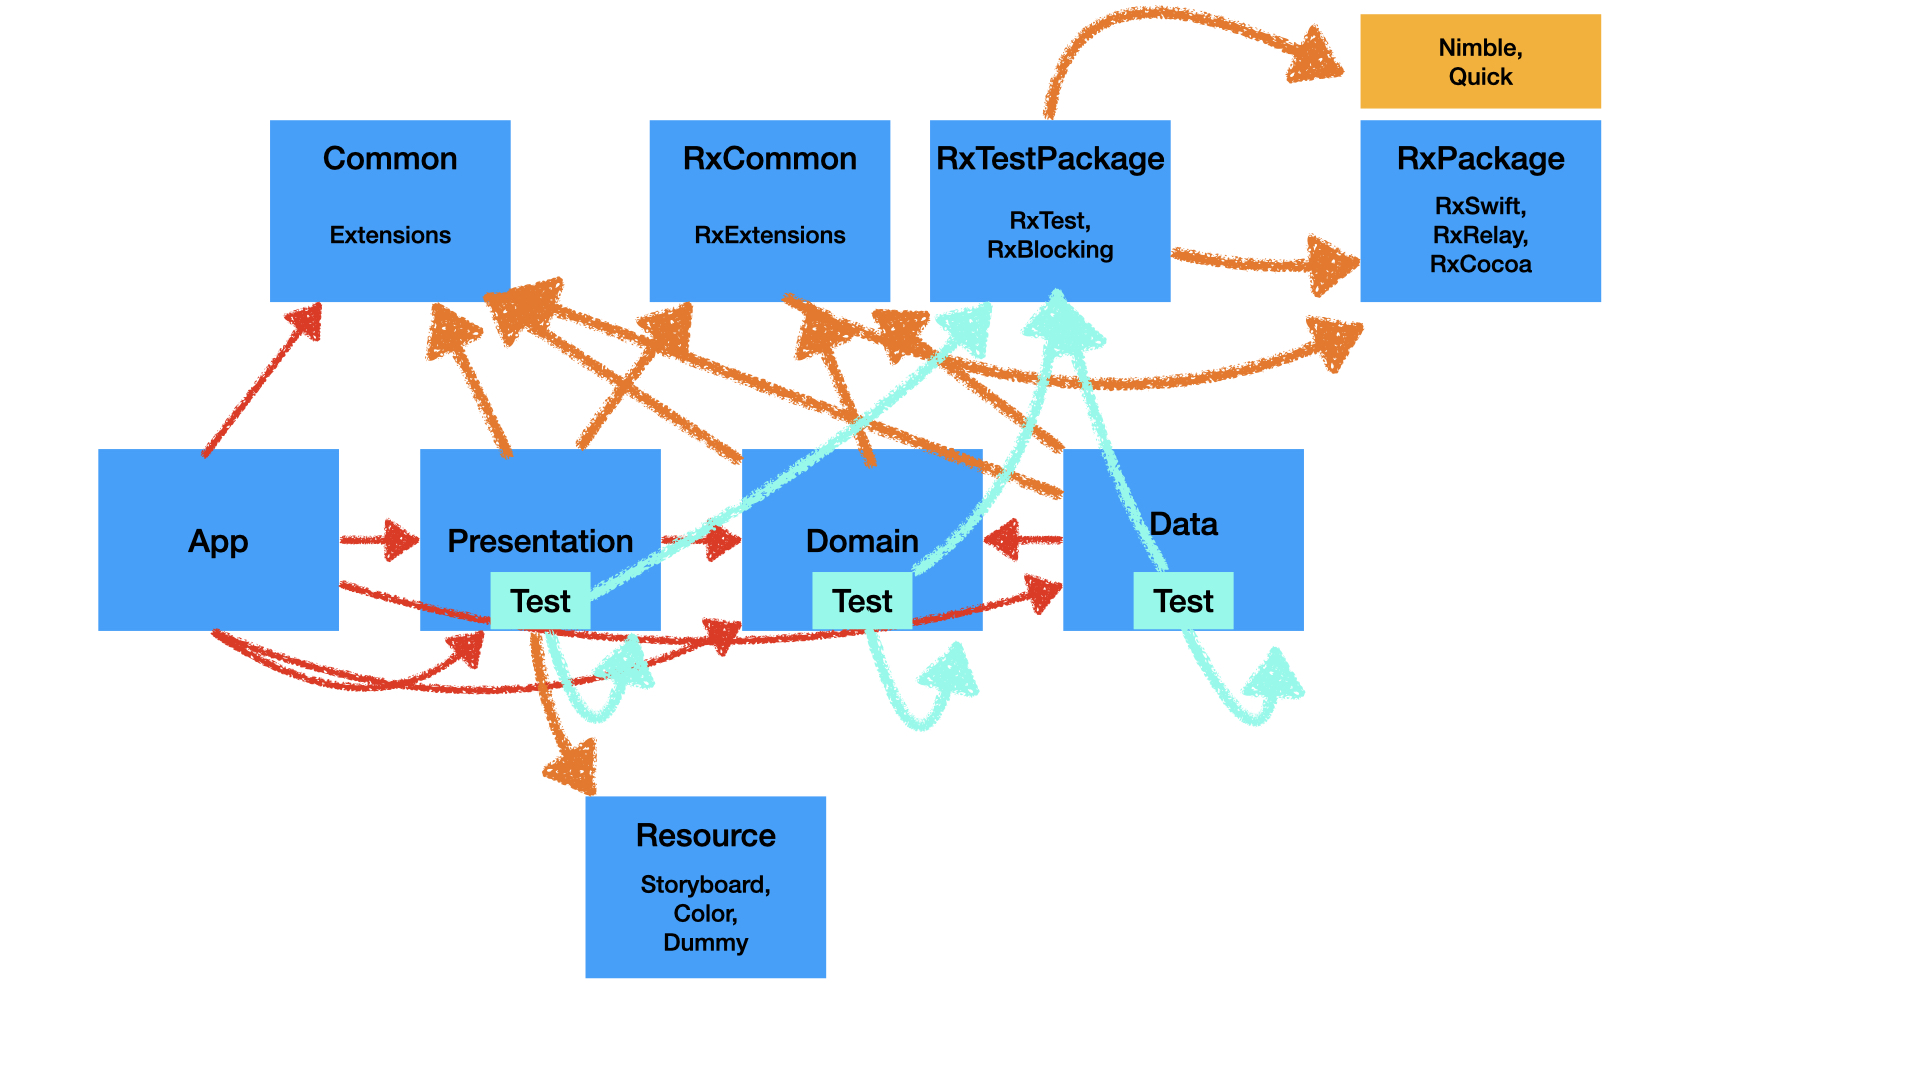 Nimble,
Quick
Common
Extensions
RxCommon
RxExtensions
RxTestPackage
RxTest,
RxBlocking
RxPackage
RxSwift,
RxRelay,
RxCocoa
App
Presentation
Test
Domain
Test
Data
Test
Resource
Storyboard,
Color,
Dummy